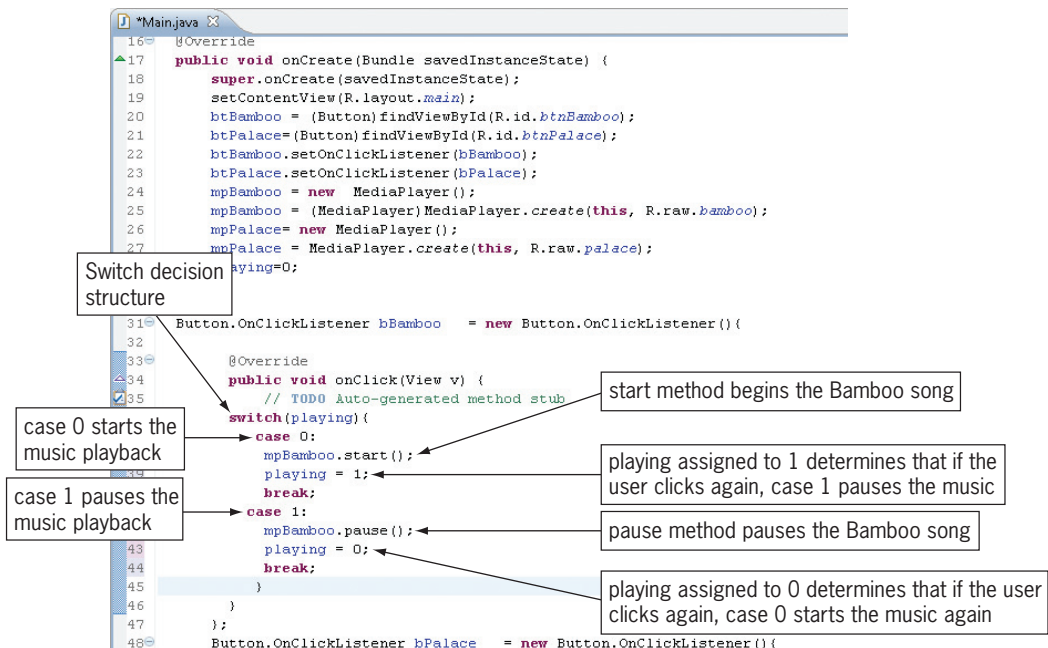 *Main.java
16 @Override
17 public void onCreate(Bundle savedInstanceState) {
18 super.onCreate(savedInstanceState);
19 setContentView(R.layout.main);
20 btBamboo = (Button)findViewById(R.id.btnBamboo);
21 btPalace=(Button)findViewById(R.id.btnPalace);
22 btBamboo.setOnClickListener(bBamboo);
23 btPalace.setOnClickListener(bPalace);
24 mpBamboo = new MediaPlayer();
25 mpBamboo = (MediaPlayer)MediaPlayer.create(this, R.raw.bamboo);
26 mpPalace= new MediaPlayer();
27 mpPalace = MediaPlayer.create(this, R.raw.palace);
Switch decision
structure
aying=0;
31 Button.OnClickListener bBamboo = new Button.OnClickListener(){
32
33 @Override
34 public void onClick(View v) {
35 // TODO Auto-generated method stub
start method begins the Bamboo song
switch(playing){
case 0 starts the
music playback
case 0:
mpBamboo.start();
39 playing = 1;
playing assigned to 1 determines that if the
user clicks again, case 1 pauses the music
break;
case 1 pauses the
music playback
case 1:
mpBamboo.pause();
pause method pauses the Bamboo song
43 playing = 0;
44 break;
playing assigned to 0 determines that if the user
clicks again, case 0 starts the music again
45 }
46 }
47 };
48 Button.OnClickListener bPalace = new Button.OnClickListener(){